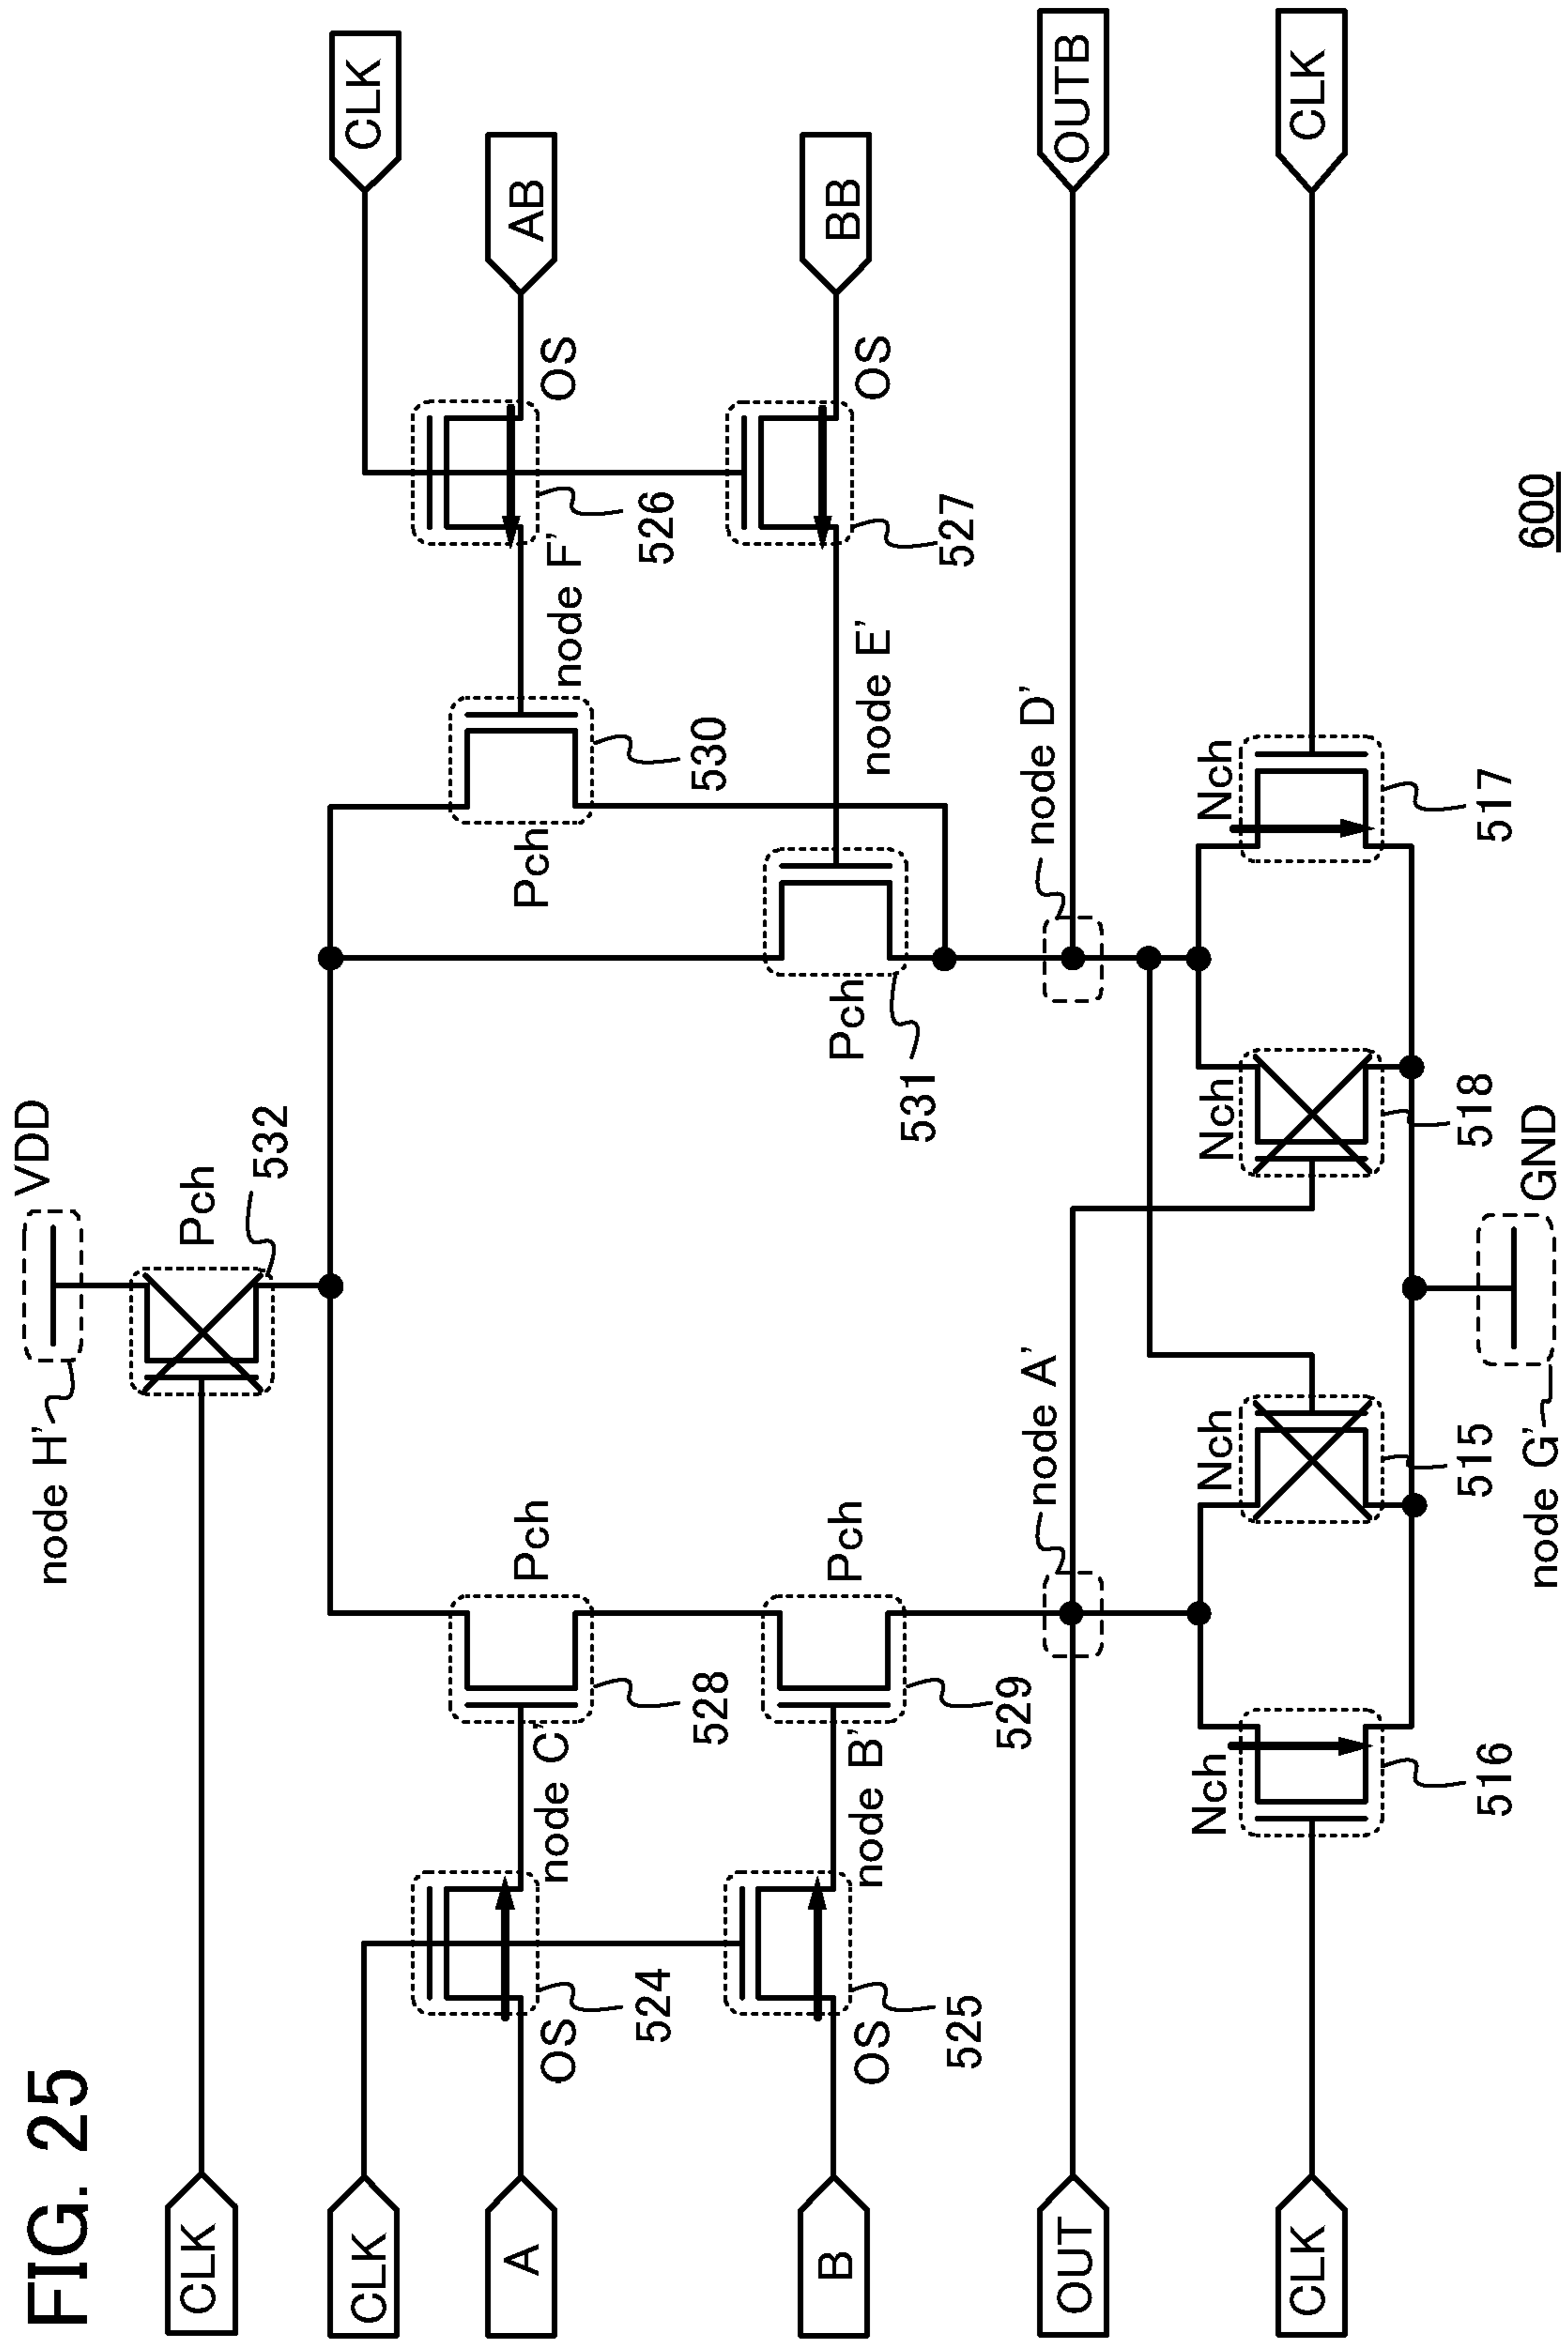 FIG. 25
node H'
VDD
CLK
Pch
532
CLK
CLK
A
OS
524
node C'
Pch
528
Pch
530
node F'
526
OS
AB
B
OS
525
node B'
Pch
529
Pch
531
node E'
527
OS
BB
OUT
node A'
node D'
OUTB
CLK
Nch
516
Nch
515
Nch
518
Nch
517
CLK
node G'
GND
600